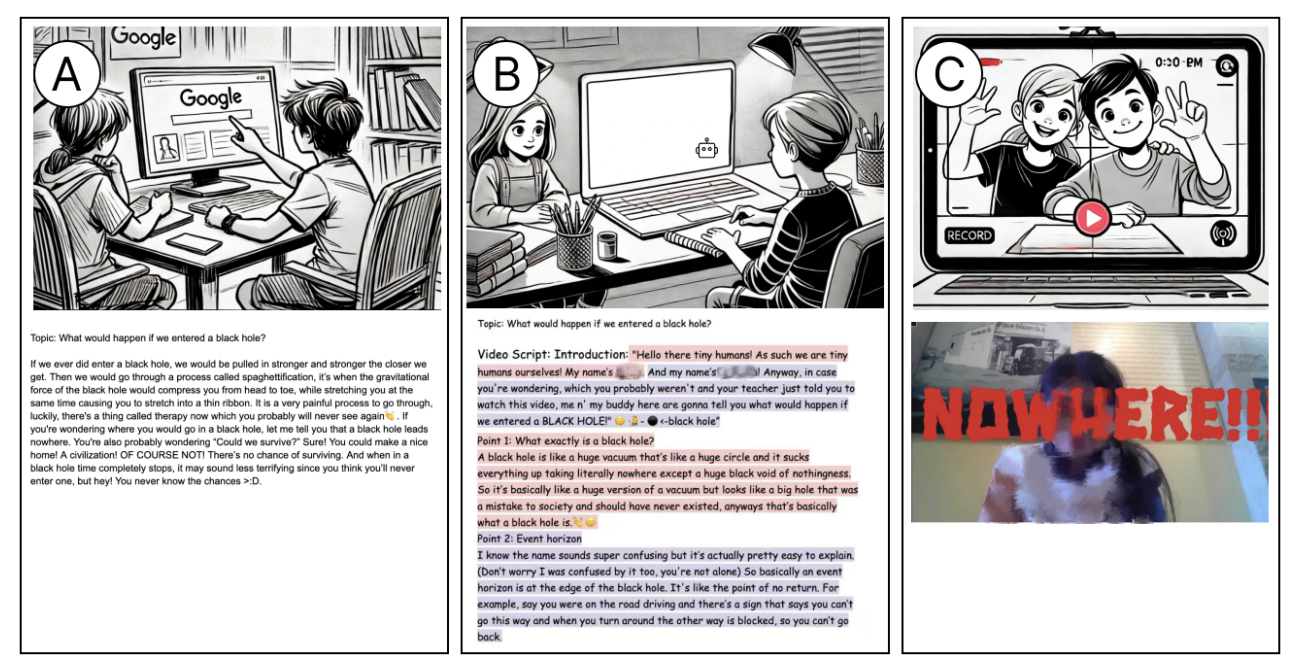 A
Google
Google
Topic: What would happen if we entered a black hole?
If we ever did enter a black hole, we would be pulled in stronger and stronger the closer we
get. Then we would go through a process called spaghettification, it's when the gravitational
force of the black hole would compress you from head to toe, while stretching you at the
same time causing you to stretch into a thin ribbon. It is a very painful process to go through,
luckily, there's a thing called therapy now which you probably will never see again👏. If
you're wondering where you would go in a black hole, let me tell you that a black hole leads
nowhere. You're also probably wondering “Could we survive?” Sure! You could make a nice
home! A civilization! OF COURSE NOT! There's no chance of surviving. And when in a
black hole time completely stops, it may sound less terrifying since you think you'll never
enter one, but hey! You never know the chances >:D.
B
Topic: What would happen if we entered a black hole?
Video Script: Introduction: "Hello there tiny humans! As such we are tiny
humans ourselves! My name's And my name's ! Anyway, in case
you're wondering, which you probably weren't and your teacher just told you to
watch this video, me n' my buddy here are gonna tell you what would happen if
we entered a BLACK HOLE!" - ⚫ <-black hole”
Point 1: What exactly is a black hole?
A black hole is like a huge vacuum that's like a huge circle and it sucks
everything up taking literally nowhere except a huge black void of nothingness.
So it's basically like a huge version of a vacuum but looks like a big hole that was
a mistake to society and should have never existed, anyways that's basically
what a black hole is.
Point 2: Event horizon
I know the name sounds super confusing but it's actually pretty easy to explain.
(Don't worry I was confused by it too, you're not alone) So basically an event
horizon is at the edge of the black hole. It's like the point of no return. For
example, say you were on the road driving and there's a sign that says you can't
go this way and when you turn around the other way is blocked, so you can't go
back.
C
0:00 PM
RECORD
NOWHERE!!!